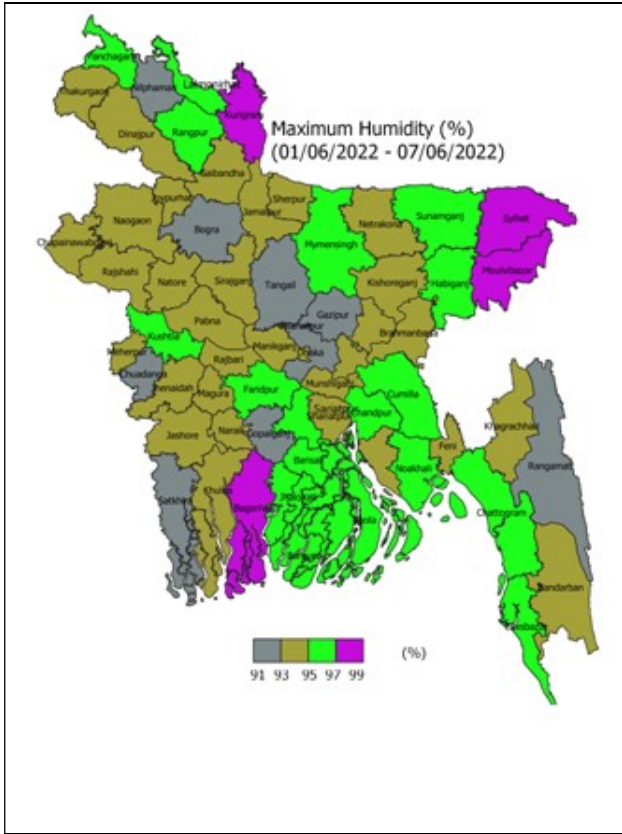 Panchagarh
Nilphamari
Lalmonirhat
Thakurgaon
Kurigram
Maximum Humidity (%)
Rangpur
Dinajpur
(01/06/2022 - 07/06/2022)
Gaibandha
Sherpur
Joypurhat
Jamalpur
Naogaon
Netrakona
Sunamganj
Sylhet
Bogra
Mymensingh
Chapainawabganj
Moulvibazar
Rajshahi
Natore
Sirajganj
Tangail
Kishoreganj
Habiganj
Gazipur
Pabna
Kushtia
Manikganj
Dhaka
Brahmanbaria
Meherpur
Rajbari
Chuadanga
Jhenaidah
Magura
Faridpur
Munshiganj
Cumilla
Chandpur
Khagrachhari
Jashore
Narail
Gopalganj
Feni
Rangamati
Barisal
Noakhali
Satkhira
Khulna
Bagerhat
Bhola
Chattogram
Bandarban
(%)
91 93 95 97 99